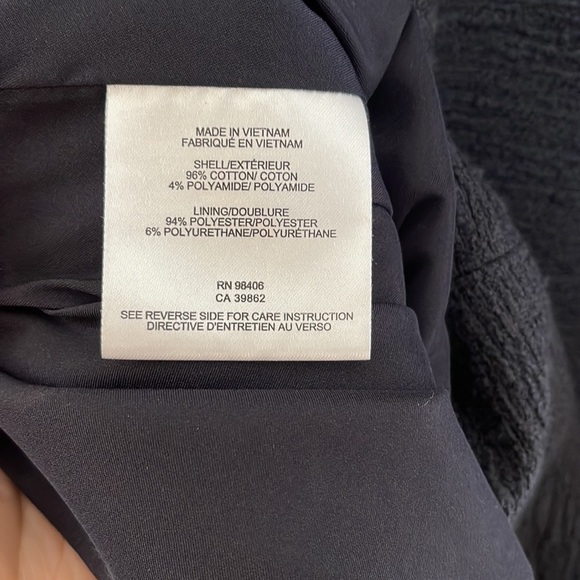 MADE IN VIETNAM
FABRIQUÉ EN VIETNAM
SHELL/EXTÉRIEUR
96% COTTON/ COTON
4% POLYAMIDE/ POLYAMIDE
LINING/DOUBLURE
94% POLYESTER/POLYESTER
6% POLYURETHANE/POLYURÉTHANE
RN 98406
CA 39862
SEE REVERSE SIDE FOR CARE INSTRUCTION
DIRECTIVE D'ENTRETIEN AU VERSO